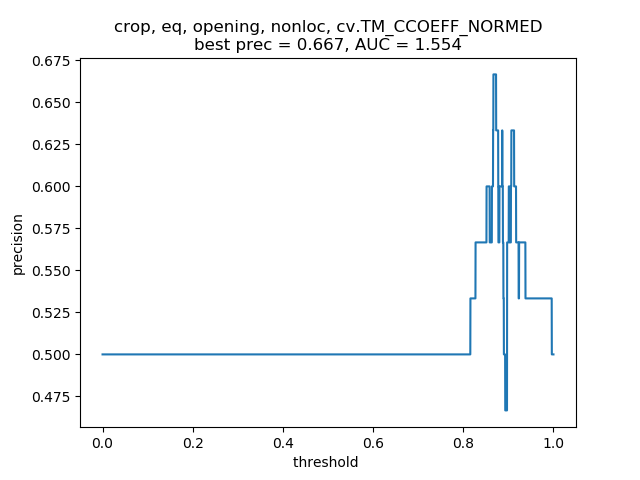 crop, eq, opening, nonloc, cv.TM_CCOEFF_NORMED
best prec = 0.667, AUC = 1.554
0.675
0.650
0.625
0.600
0.575
0.550
0.525
0.500
0.475
precision
0.0 0.2 0.4 0.6 0.8 1.0
threshold